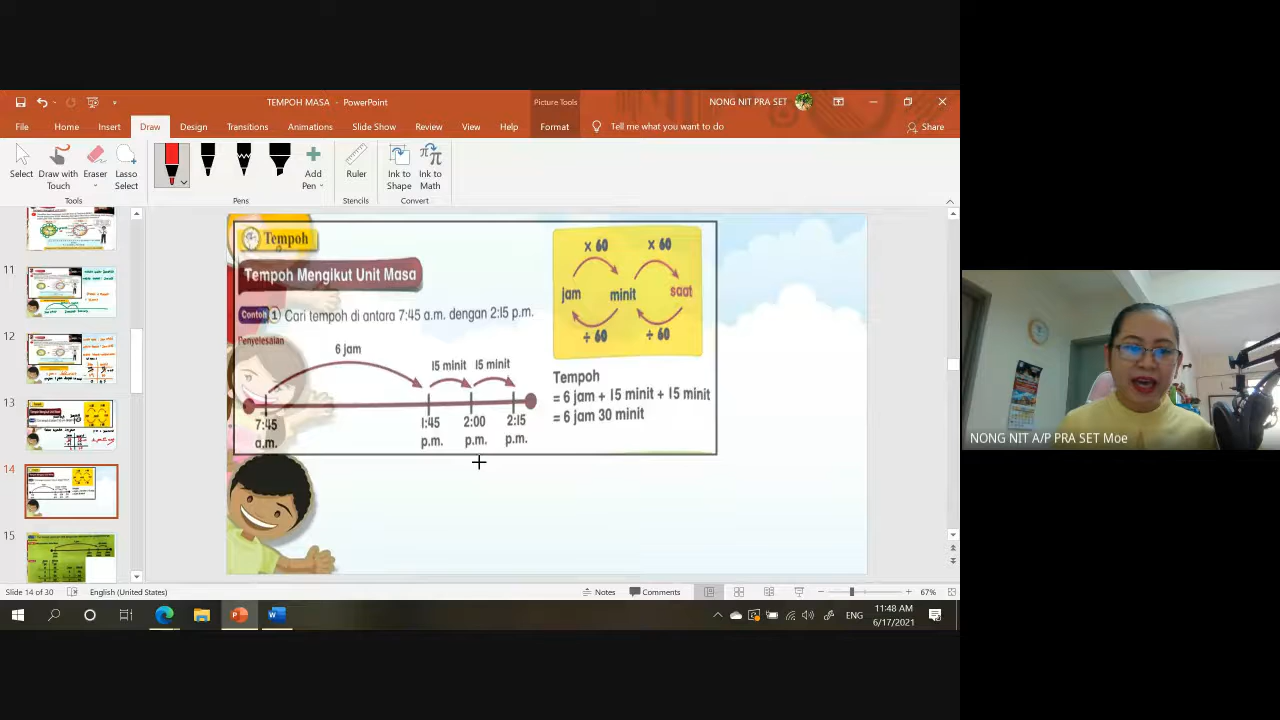 TEMPOH MASA - PowerPoint
Picture Tools
NONG NIT PRA SET
File Home Insert Draw Design Transitions Animations Slide Show Review View Help Format Tell me what you want to do Share
Select Draw with Touch Eraser Lasso Select Add Pen Ruler Ink to Shape Ink to Math
Tools Pens Stencils Convert
11
12
13
14
15
Tempoh
Tempoh Mengikut Unit Masa
Contoh 1 Cari tempoh di antara 7:45 a.m. dengan 2:15 p.m.
Penyelesaian
6 jam 15 minit 15 minit
7:45 a.m. 1:45 p.m. 2:00 p.m. 2:15 p.m.
× 60 × 60
jam minit saat
÷ 60 ÷ 60
Tempoh
= 6 jam + 15 minit + 15 minit
= 6 jam 30 minit
NONG NIT A/P PRA SET Moe
Slide 14 of 30 English (United States) Notes Comments 67%
ENG 11:48 AM
6/17/2021